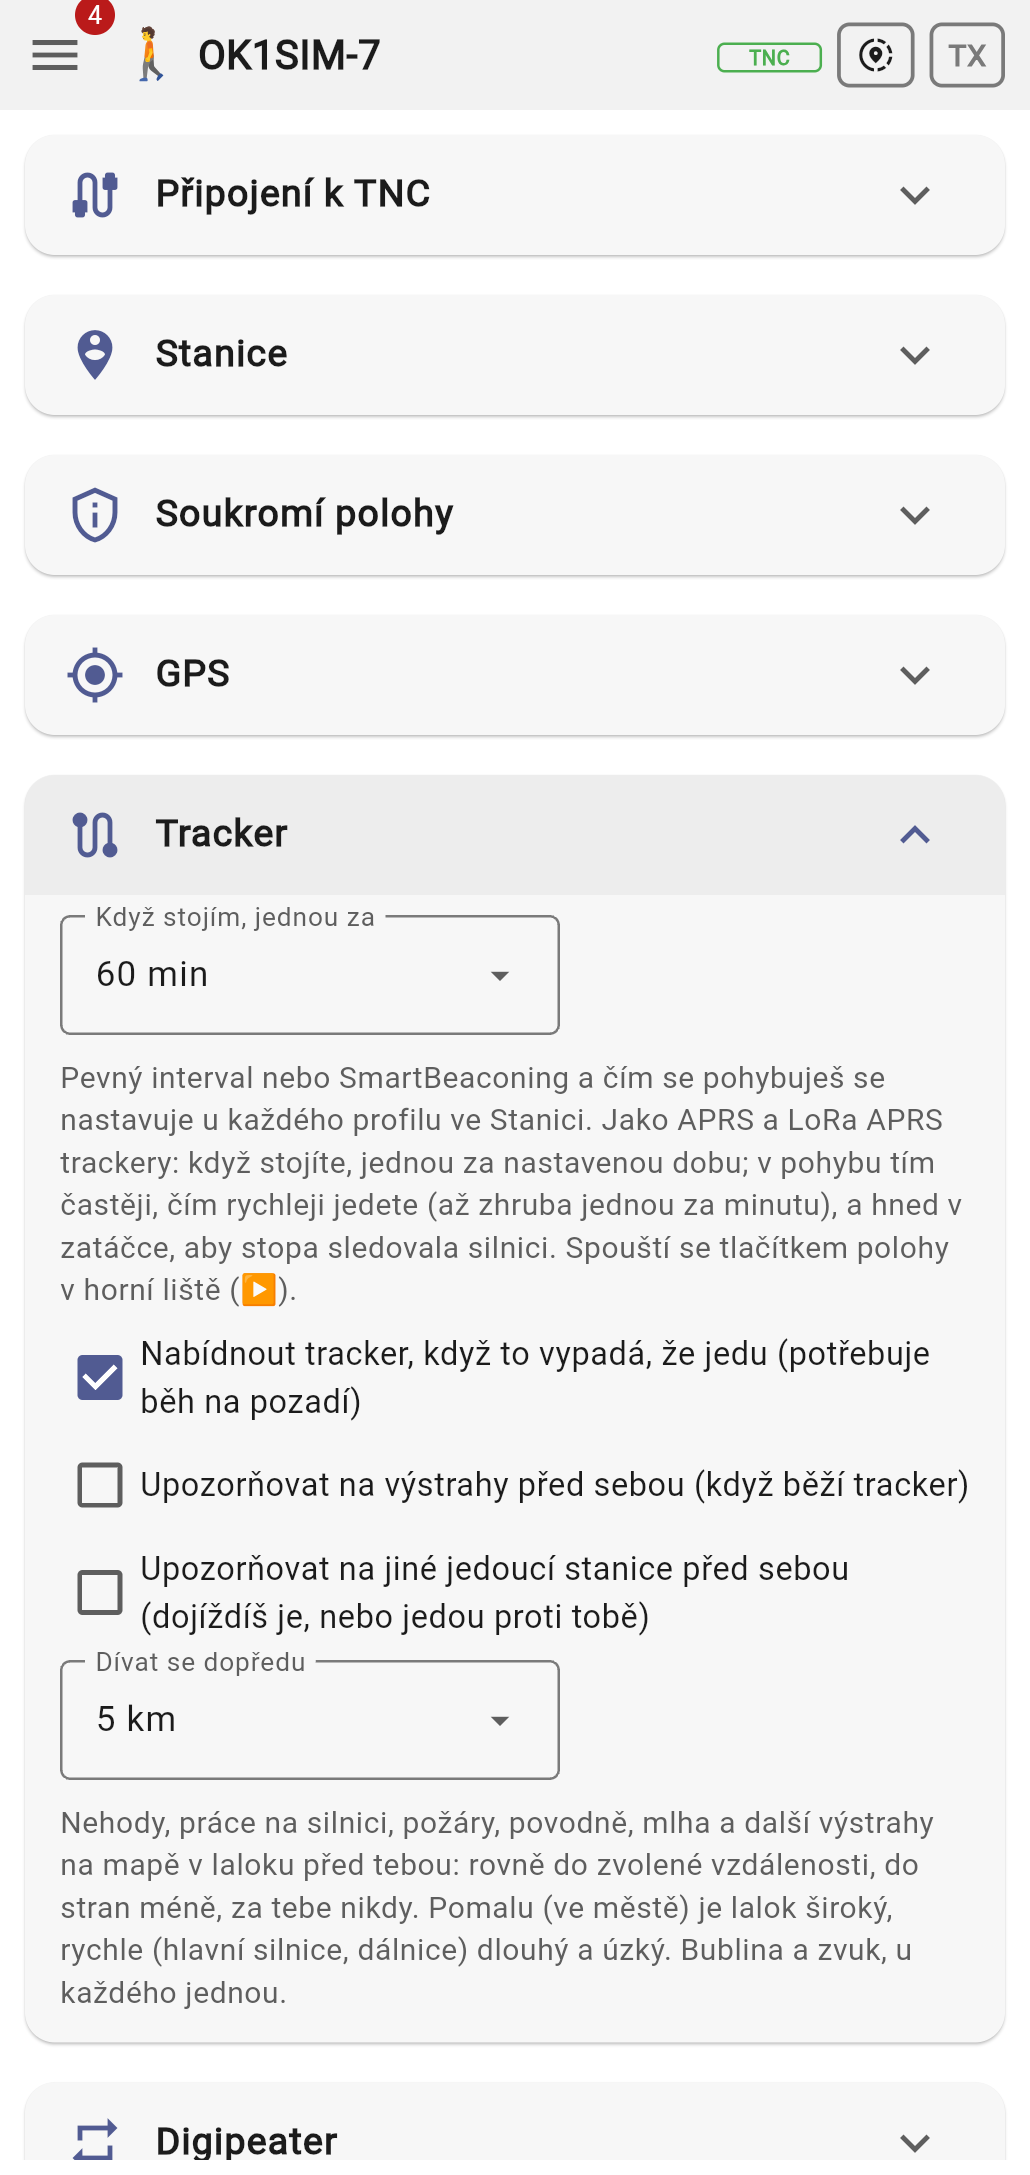 4
OK1SIM-7
TNC
TX
Připojení k TNC
Stanice
Soukromí polohy
GPS
Tracker
Když stojím, jednou za
60 min
Pevný interval nebo SmartBeaconing a čím se pohybuješ se
nastavuje u každého profilu ve Stanici. Jako APRS a LoRa APRS
trackery: když stojíte, jednou za nastavenou dobu; v pohybu tím
častěji, čím rychleji jedete (až zhruba jednou za minutu), a hned v
zatáčce, aby stopa sledovala silnici. Spouští se tlačítkem polohy
v horní liště (▶️).
Nabídnout tracker, když to vypadá, že jedu (potřebuje
běh na pozadí)
Upozorňovat na výstrahy před sebou (když běží tracker)
Upozorňovat na jiné jedoucí stanice před sebou
(dojíždíš je, nebo jedou proti tobě)
Dívat se dopředu
5 km
Nehody, práce na silnici, požáry, povodně, mlha a další výstrahy
na mapě v laloku před tebou: rovně do zvolené vzdálenosti, do
stran méně, za tebe nikdy. Pomalu (ve městě) je lalok široký,
rychle (hlavní silnice, dálnice) dlouhý a úzký. Bublina a zvuk, u
každého jednou.
Digipeater